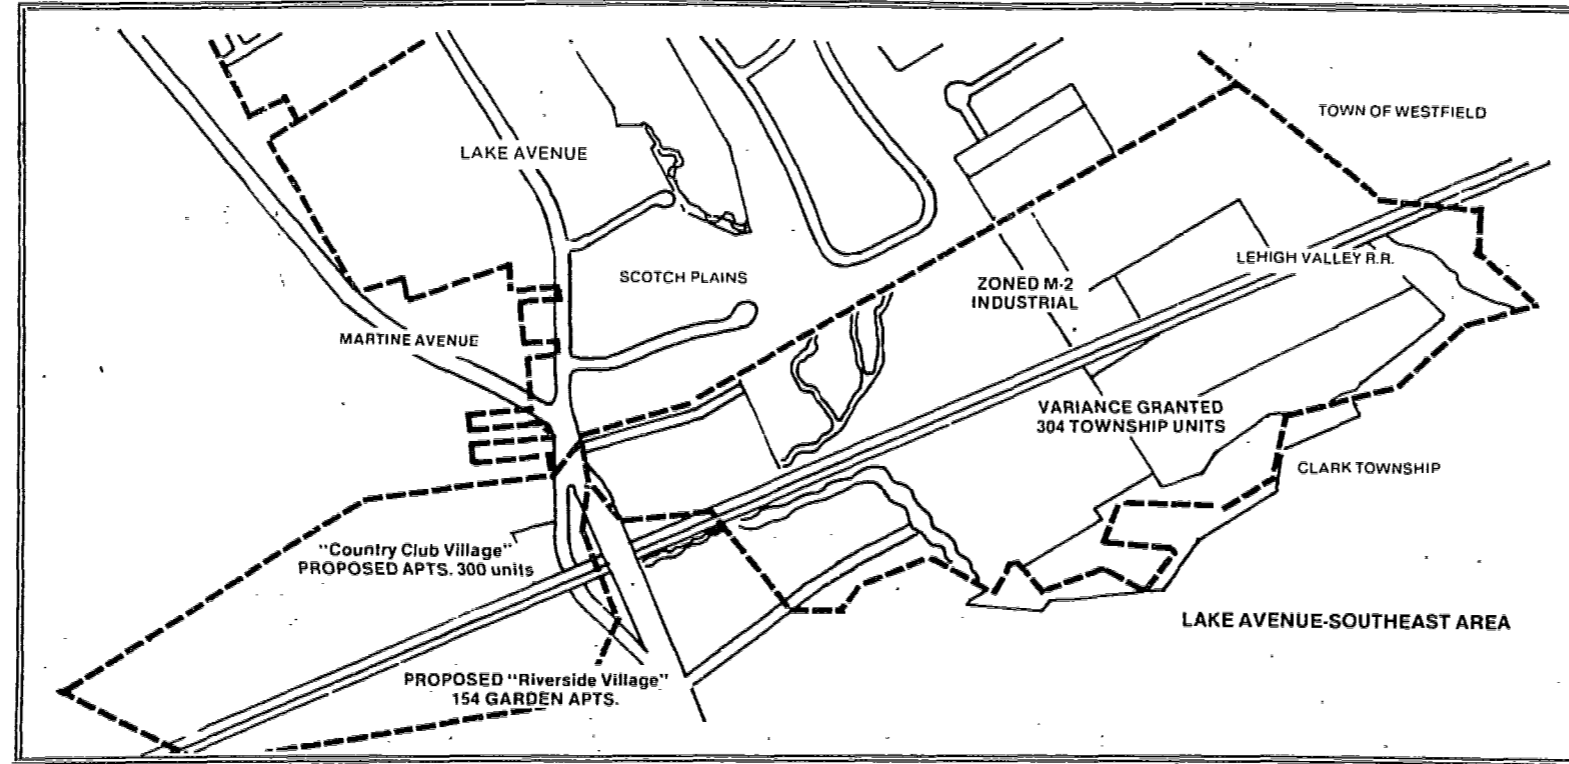 TOWN OF WESTFIELD
LAKE AVENUE
SCOTCH PLAINS
LEHIGH VALLEY R.R.
ZONED M-2
INDUSTRIAL
MARTINE AVENUE
VARIANCE GRANTED
304 TOWNSHIP UNITS
CLARK TOWNSHIP
"Country Club Village"
PROPOSED APTS. 300 units
LAKE AVENUE-SOUTHEAST AREA
PROPOSED "Riverside Village"
154 GARDEN APTS.